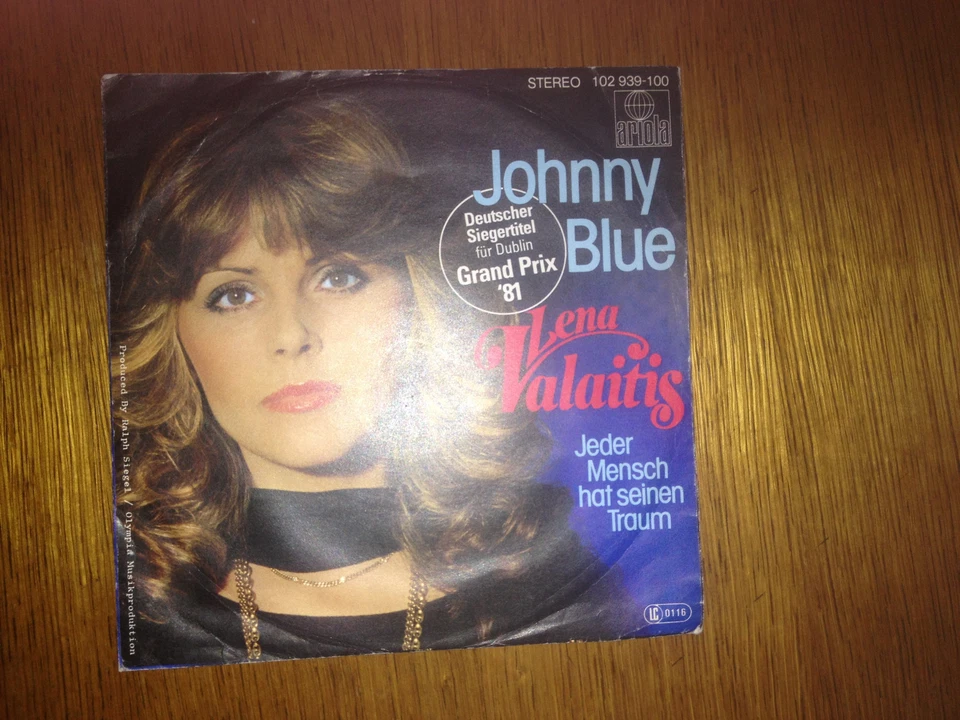 STEREO 102 939-100
ariola
Johnny
Blue
Deutscher
Siegertitel
für Dublin
Grand Prix
'81
Lena
Valaitis
Jeder
Mensch
hat seinen
Traum
Produced By Ralph Siegel / Olympia Musikproduktion
LC 0116